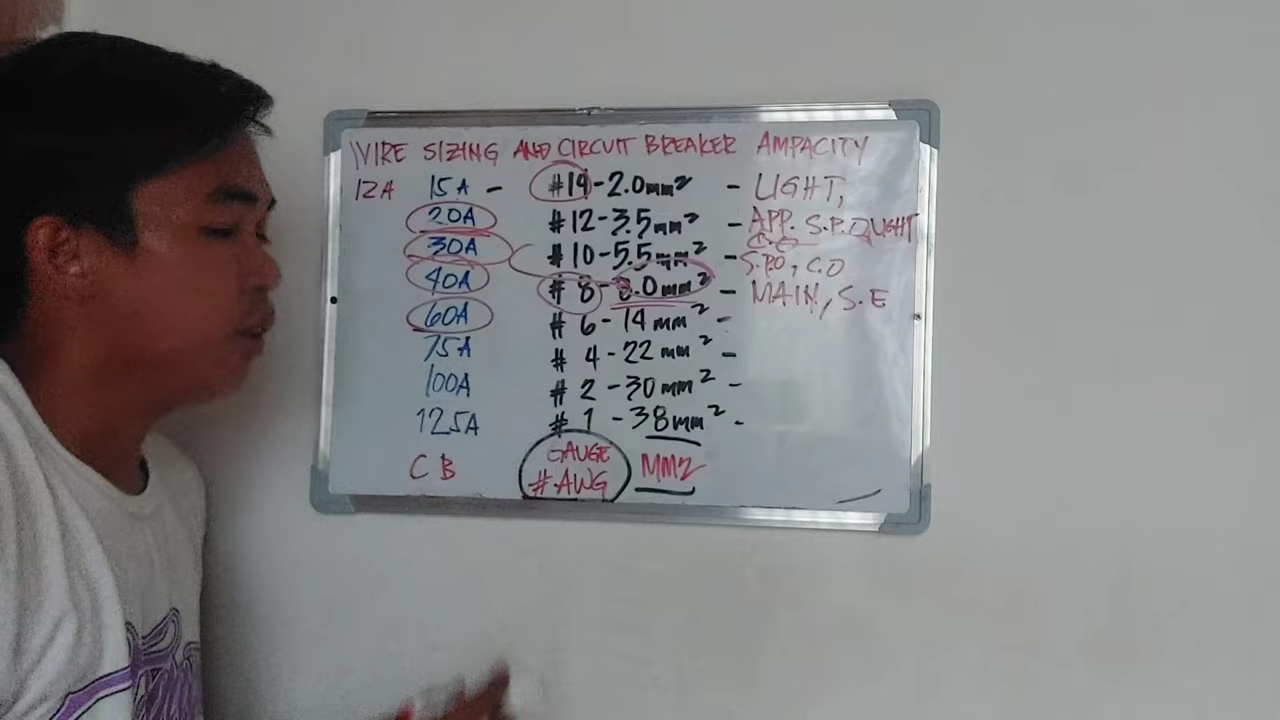 WIRE SIZING AND CIRCUIT BREAKER AMPACITY
12A 15A - #14-2.0mm² - LIGHT,
20A #12-3.5mm² - APP. S.P.O LIGHT
C.O
30A #10-5.5mm² - S.P.O, C.O
40A #8-8.0mm² - MAIN, S.E
60A #6-14mm² -
75A #4-22mm² -
100A #2-30mm² -
125A #1-38mm² -
CB GAUGE MM2
#AWG